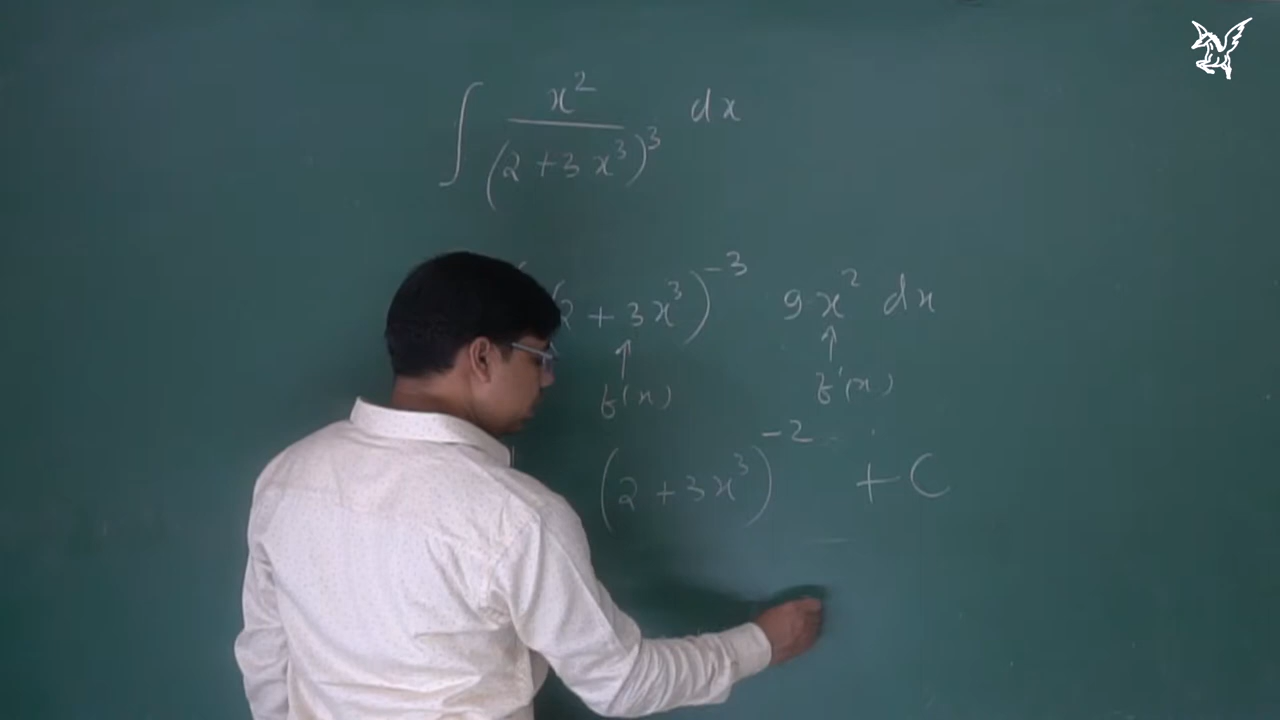 ∫ x² / (2 + 3x³)³ dx
(2 + 3x³)⁻³ 9x² dx
↑ ↑
f(x) f'(x)
(2 + 3x³)⁻² + C